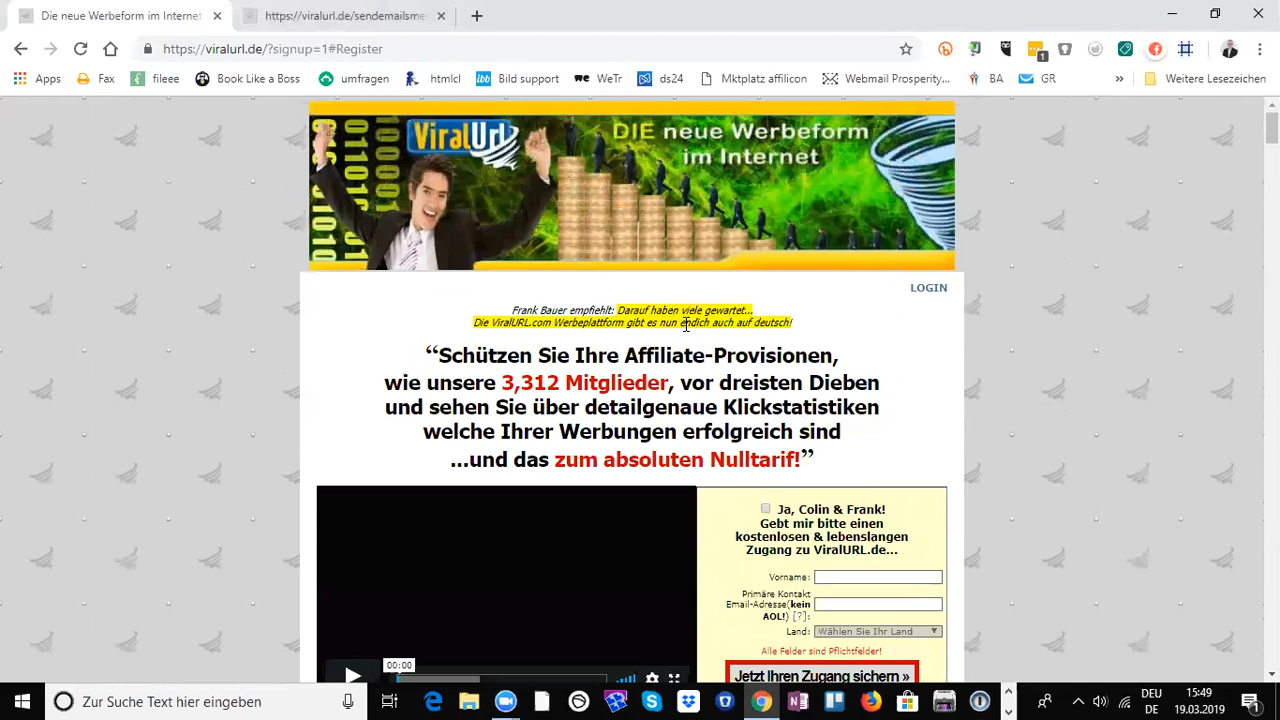 Die neue Werbeform im Internet
https://viralurl.de/sendemailsme
https://viralurl.de/?signup=1#Register
Apps
Fax
fileee
Book Like a Boss
umfragen
htmlcl
Bild support
WeTr
ds24
Mktplatz affilicon
Webmail Prosperity...
BA
GR
»
Weitere Lesezeichen
ViralUrl
DIE neue Werbeform
im Internet
LOGIN
Frank Bauer empfiehlt: Darauf haben viele gewartet...
Die ViralURL.com Werbeplattform gibt es nun endich auch auf deutsch!
“Schützen Sie Ihre Affiliate-Provisionen,
wie unsere 3,312 Mitglieder, vor dreisten Dieben
und sehen Sie über detailgenaue Klickstatistiken
welche Ihrer Werbungen erfolgreich sind
...und das zum absoluten Nulltarif!”
Ja, Colin & Frank!
Gebt mir bitte einen
kostenlosen & lebenslangen
Zugang zu ViralURL.de...
Vorname:
Primäre Kontakt
Email-Adresse(kein
AOL!) [?]:
Land: Wählen Sie Ihr Land
Alle Felder sind Pflichtfelder!
Jetzt Ihren Zugang sichern »
00:00
Zur Suche Text hier eingeben
DEU
DE
15:49
19.03.2019